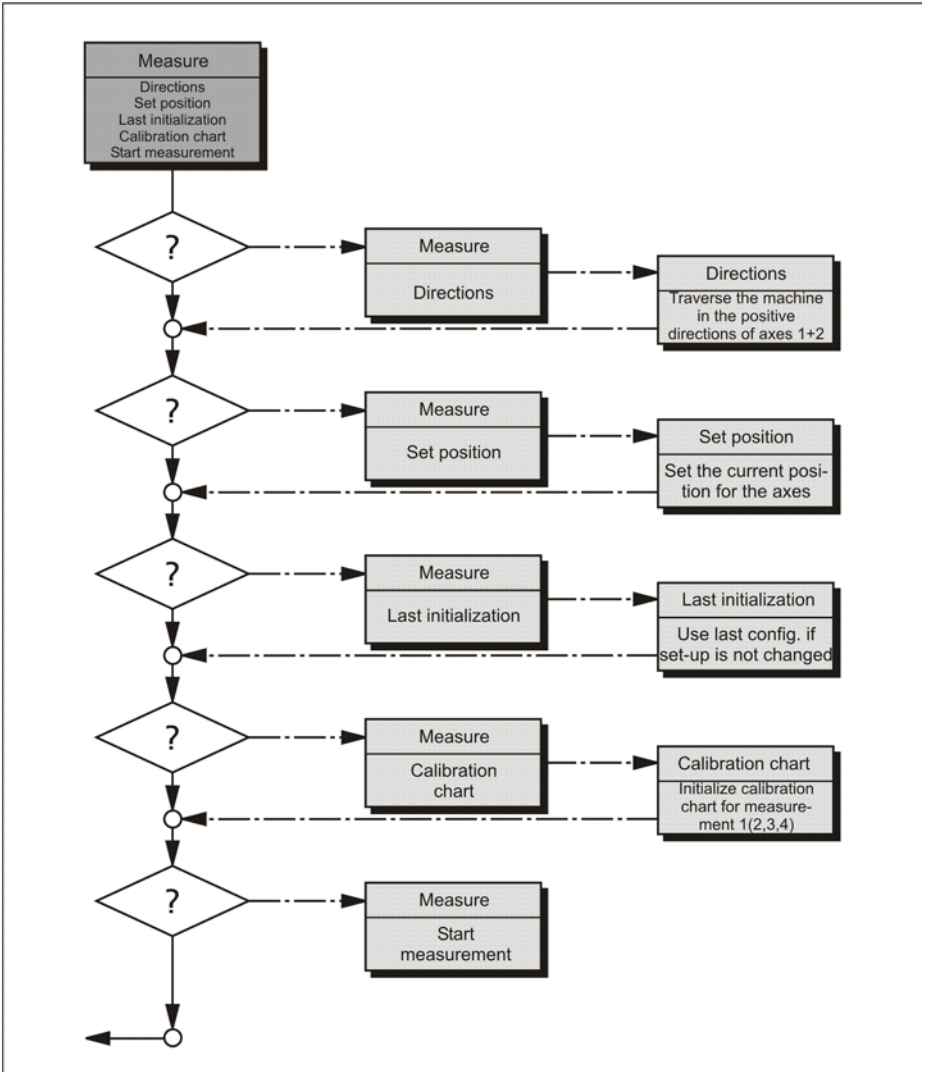 Measure
Directions
Set position
Last initialization
Calibration chart
Start measurement
?
Measure
Directions
Directions
Traverse the machine
in the positive
directions of axes 1+2
?
Measure
Set position
Set position
Set the current posi-
tion for the axes
?
Measure
Last initialization
Last initialization
Use last config. if
set-up is not changed
?
Measure
Calibration
chart
Calibration chart
Initialize calibration
chart for measure-
ment 1(2,3,4)
?
Measure
Start
measurement